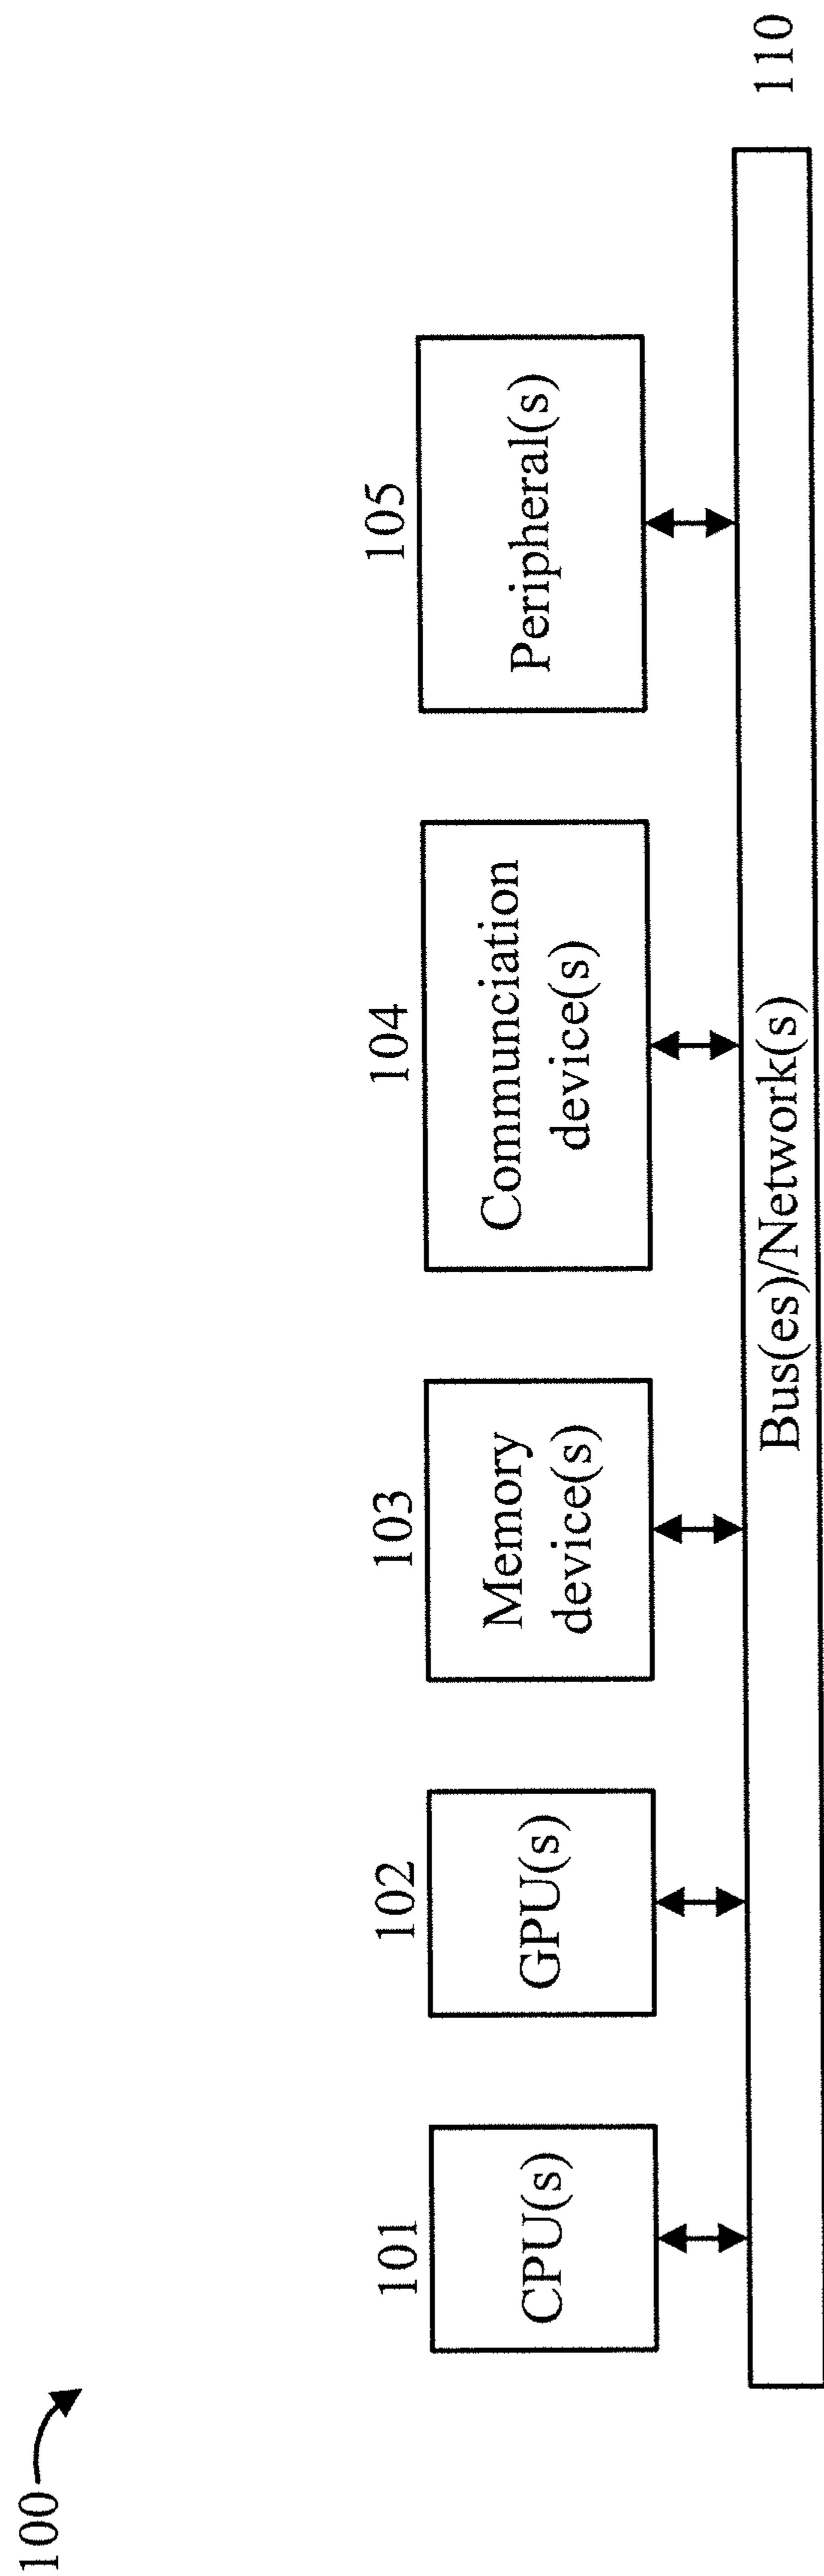 100
101
CPU(s)
102
GPU(s)
103
Memory
device(s)
104
Communciation
device(s)
105
Peripheral(s)
Bus(es)/Network(s)
110